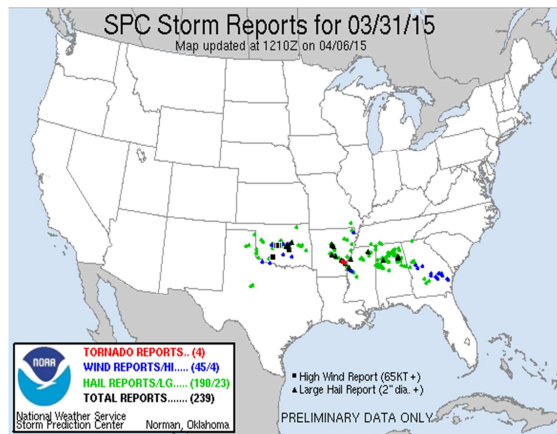 SPC Storm Reports for 03/31/15
Map updated at 1210Z on 04/06/15
NOAA
TORNADO REPORTS.. (4)
WIND REPORTS/HI..... (45/4)
HAIL REPORTS/LG..... (190/23)
TOTAL REPORTS....... (239)
National Weather Service
Storm Prediction Center Norman, Oklahoma
High Wind Report (65KT +)
Large Hail Report (2" dia. +)
PRELIMINARY DATA ONLY